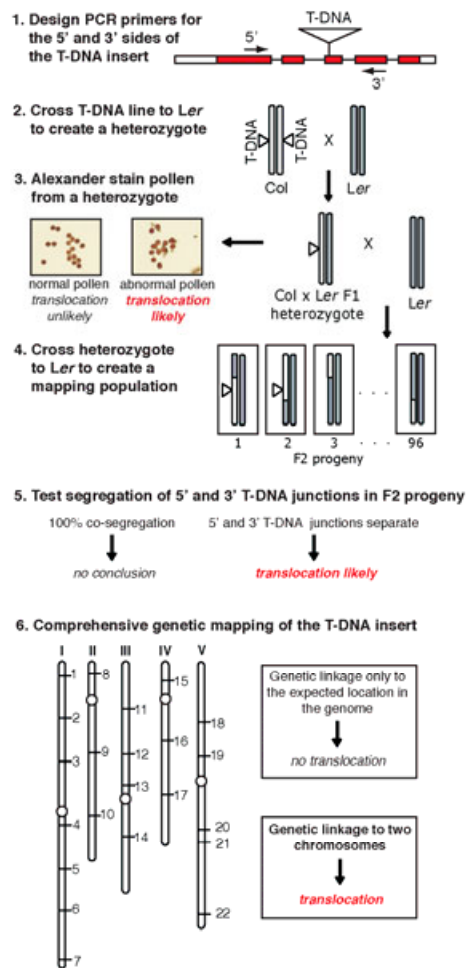 1. Design PCR primers for
the 5' and 3' sides of
the T-DNA insert
T-DNA
5'
3'
2. Cross T-DNA line to Ler
to create a heterozygote
T-DNA
T-DNA
X
Col
Ler
3. Alexander stain pollen
from a heterozygote
normal pollen
translocation
unlikely
abnormal pollen
translocation
likely
X
Col x Ler F1
heterozygote
Ler
4. Cross heterozygote
to Ler to create a
mapping population
. . .
1 2 3 . . . 96
F2 progeny
5. Test segregation of 5' and 3' T-DNA junctions in F2 progeny
100% co-segregation
no conclusion
5' and 3' T-DNA junctions separate
translocation likely
6. Comprehensive genetic mapping of the T-DNA insert
I II III IV V
1
2
3
4
5
6
7
8
9
10
11
12
13
14
15
16
17
18
19
20
21
22
Genetic linkage only to
the expected location in
the genome
no translocation
Genetic linkage to two
chromosomes
translocation